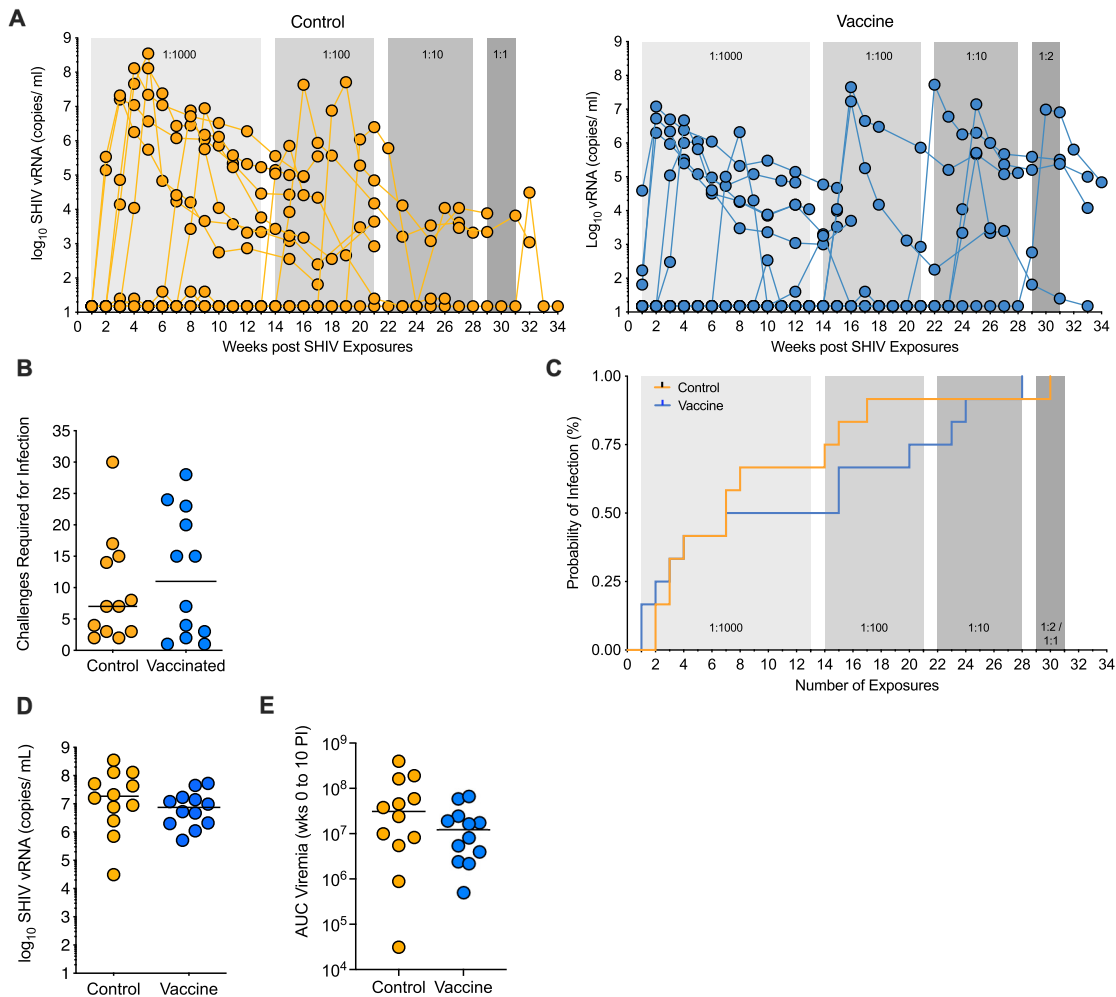 A
Control
log10 SHIV vRNA (copies/ ml)
9
8
7
6
5
4
3
2
1
1:1000
1:100
1:10
1:1
0 2 4 6 8 10 12 14 16 18 20 22 24 26 28 30 32 34
Weeks post SHIV Exposures
Vaccine
Log10 vRNA (copies/ ml)
9
8
7
6
5
4
3
2
1
1:1000
1:100
1:10
1:2
0 2 4 6 8 10 12 14 16 18 20 22 24 26 28 30 32 34
Weeks post SHIV Exposures
B
Challenges Required for Infection
35
30
25
20
15
10
5
0
Control Vaccinated
C
Probability of Infection (%)
1.00
0.75
0.50
0.25
0.00
Control
Vaccine
1:1000
1:100
1:10
1:2 /
1:1
0 2 4 6 8 10 12 14 16 18 20 22 24 26 28 30 32 34
Number of Exposures
D
log10 SHIV vRNA (copies/ mL)
9
8
7
6
5
4
3
2
1
Control Vaccine
E
AUC Viremia (wks 0 to 10 PI)
10^9
10^8
10^7
10^6
10^5
10^4
Control Vaccine